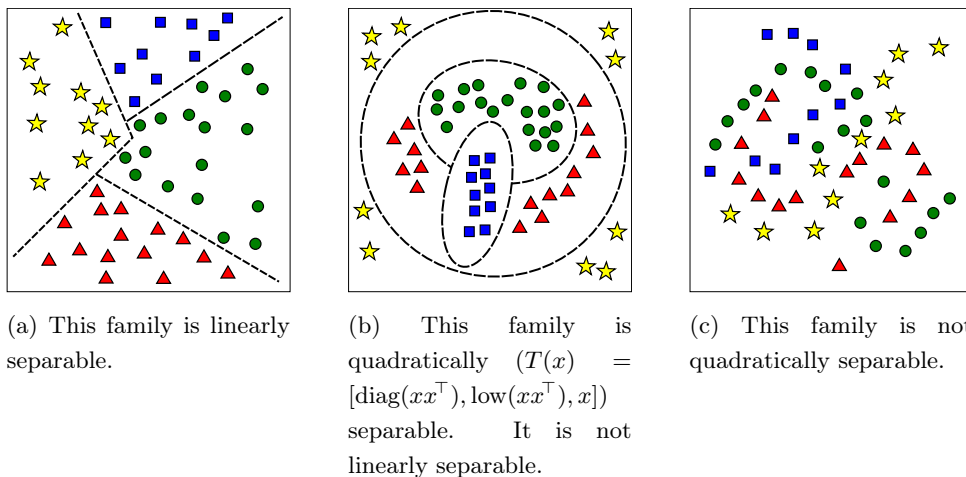 (a) This family is linearly
separable.
(b) This family is
quadratically (T(x) =
[diag(xx⊤), low(xx⊤), x])
separable. It is not
linearly separable.
(c) This family is not
quadratically separable.